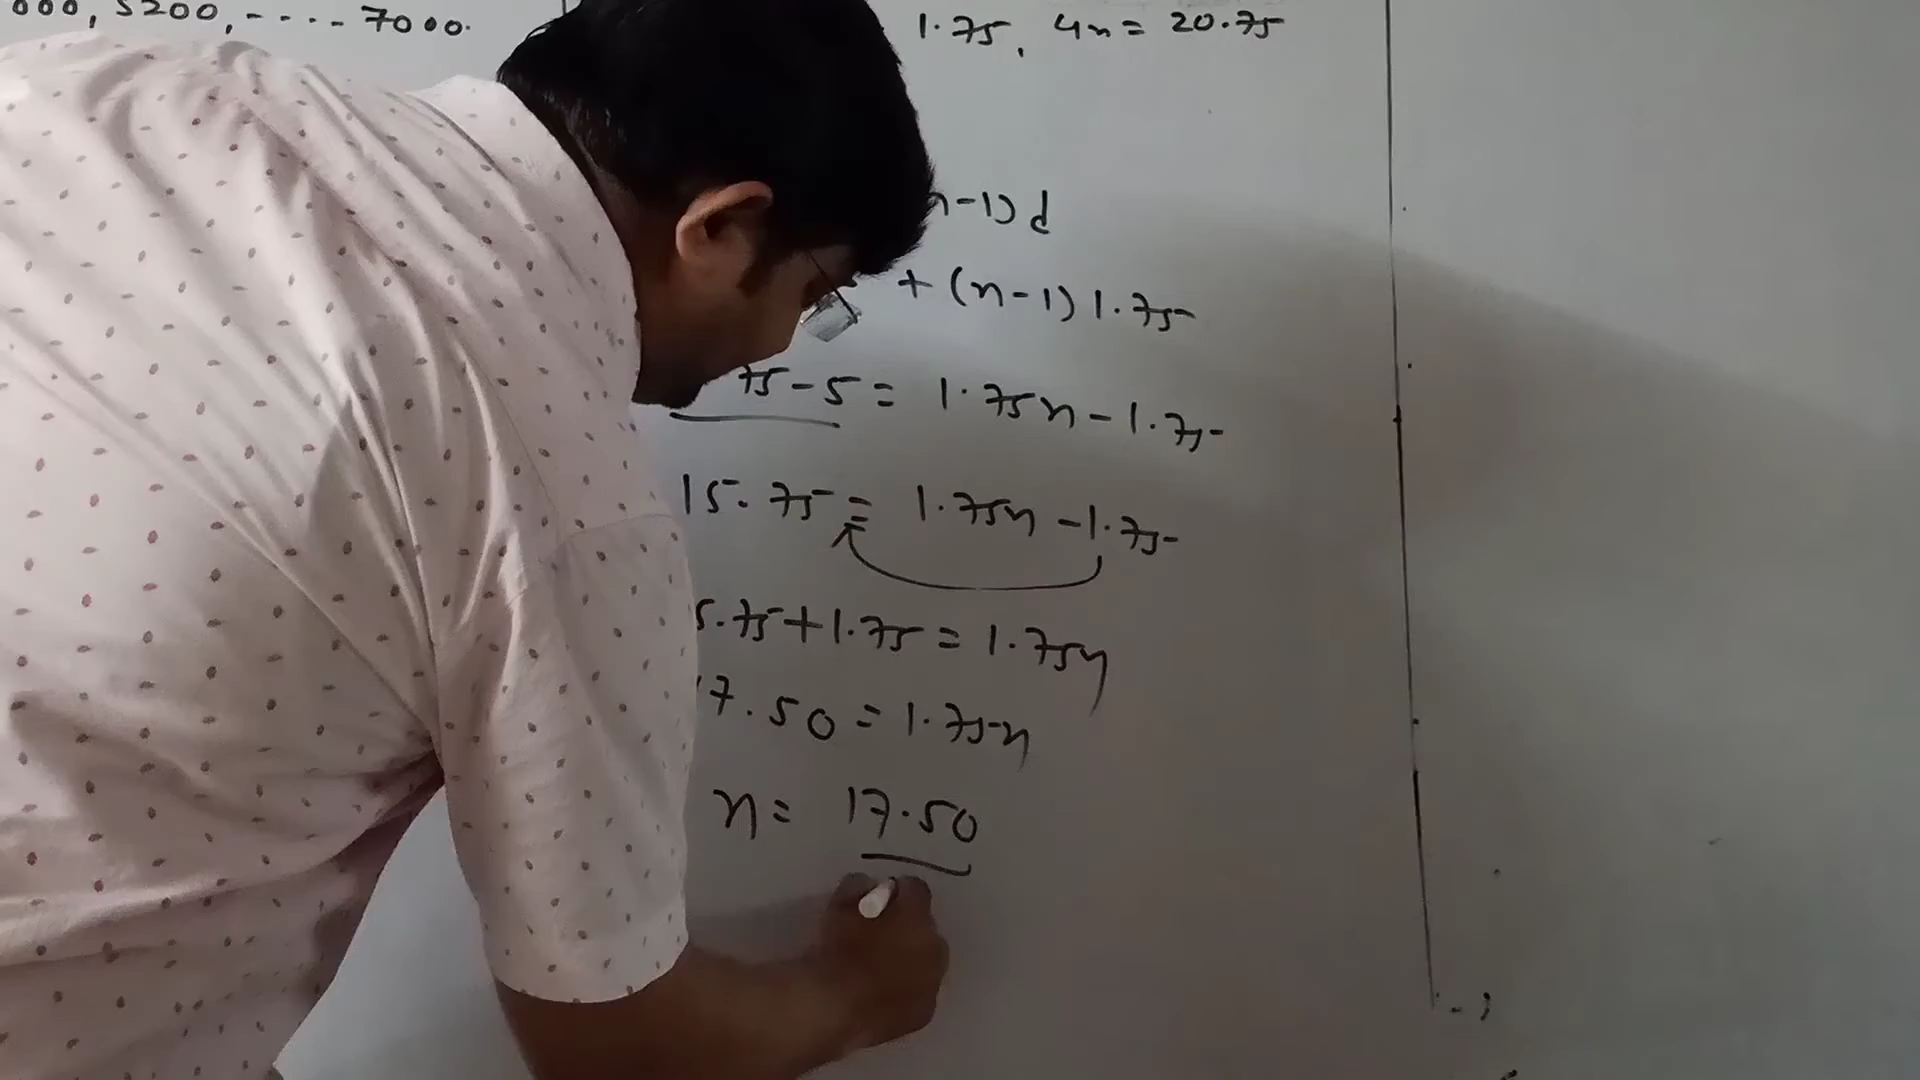 000, 5200, ----- 7000.
1.75, 4n = 20.75
n-1) d
+ (n-1) 1.75
75-5 = 1.75n - 1.75
15.75 = 1.75n - 1.75
5.75 + 1.75 = 1.75n
7.50 = 1.75n
n = 17.50